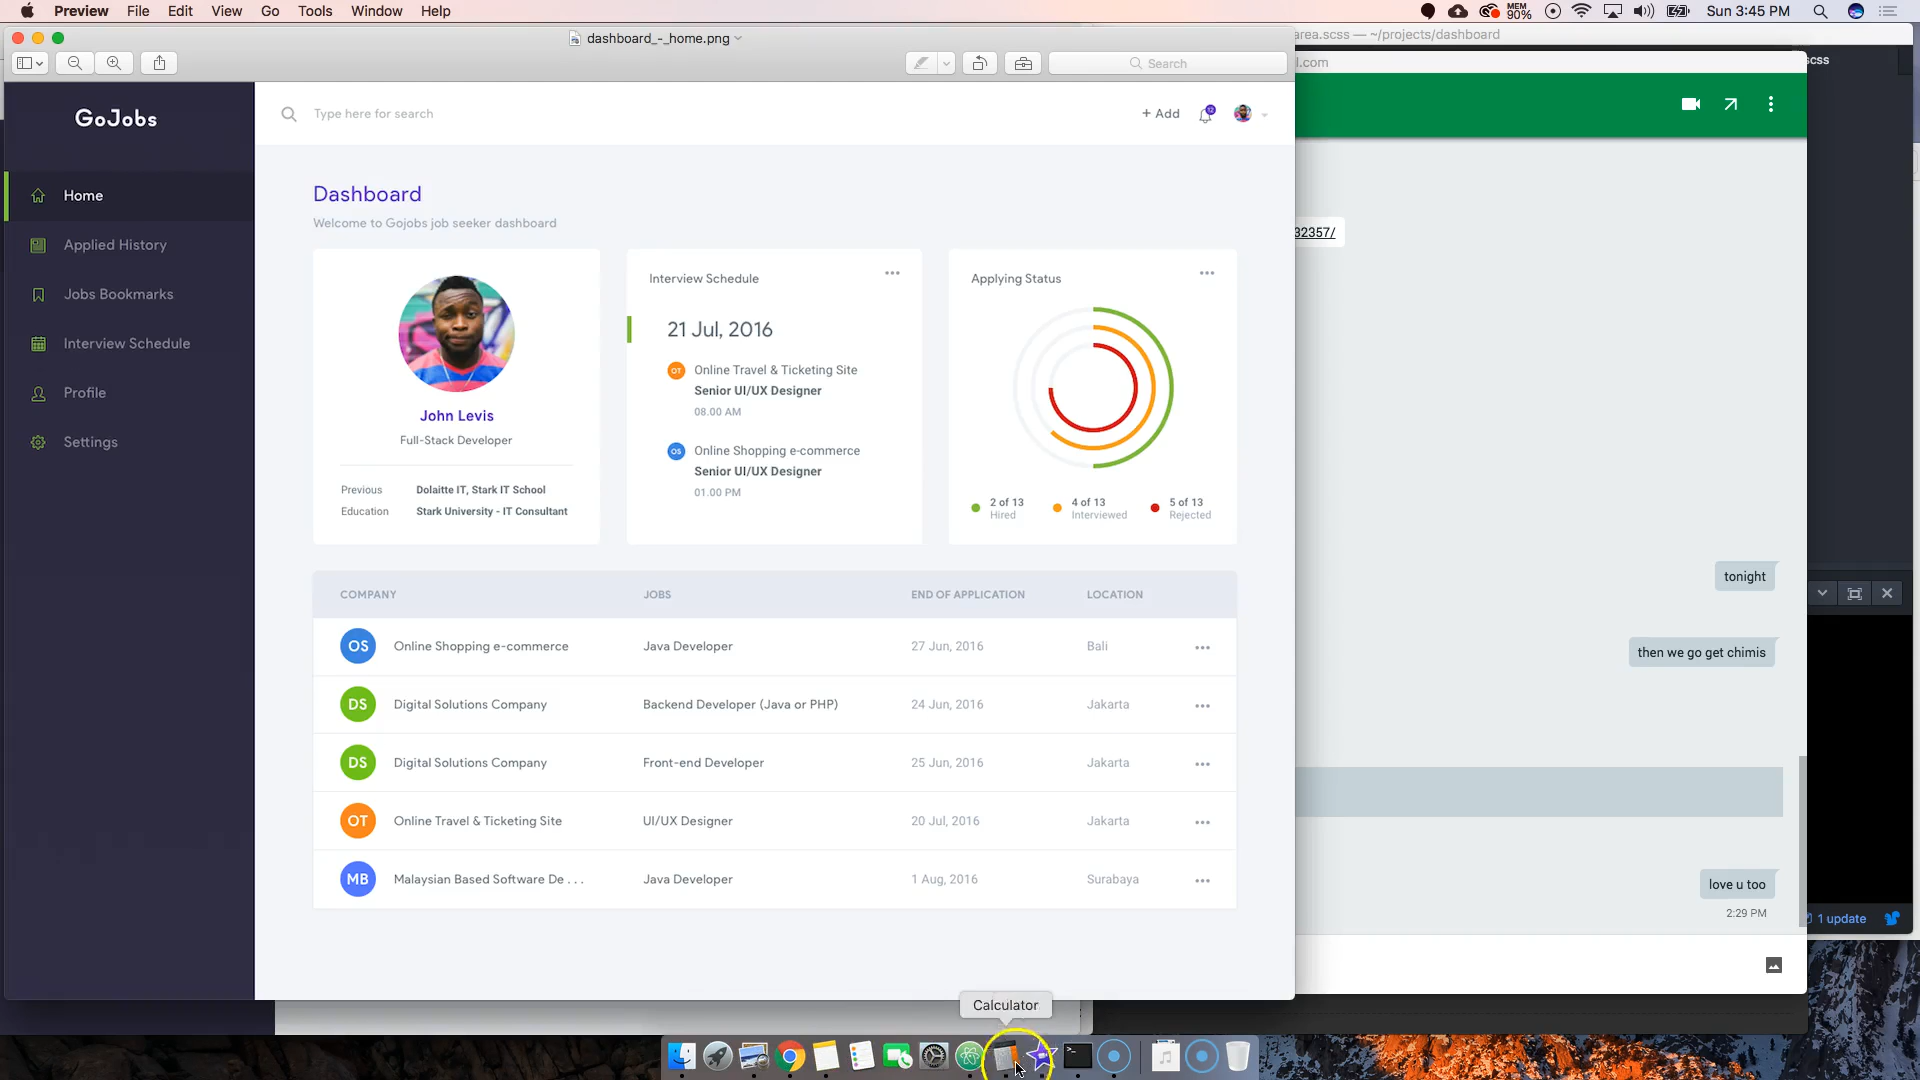 Preview File Edit View Go Tools Window Help
MEM 90% Sun 3:45 PM
dashboard_-_home.png
area.scss — ~/projects/dashboard
Search
l.com
scss
GoJobs
Type here for search
+ Add
12
Home
Applied History
Jobs Bookmarks
Interview Schedule
Profile
Settings
Dashboard
Welcome to Gojobs job seeker dashboard
John Levis
Full-Stack Developer
Previous Dolaitte IT, Stark IT School
Education Stark University - IT Consultant
Interview Schedule
21 Jul, 2016
OT Online Travel & Ticketing Site
Senior UI/UX Designer
08.00 AM
OS Online Shopping e-commerce
Senior UI/UX Designer
01.00 PM
Applying Status
2 of 13 4 of 13 5 of 13
Hired Interviewed Rejected
COMPANY JOBS END OF APPLICATION LOCATION
OS Online Shopping e-commerce Java Developer 27 Jun, 2016 Bali
DS Digital Solutions Company Backend Developer (Java or PHP) 24 Jun, 2016 Jakarta
DS Digital Solutions Company Front-end Developer 25 Jun, 2016 Jakarta
OT Online Travel & Ticketing Site UI/UX Designer 20 Jul, 2016 Jakarta
MB Malaysian Based Software De . . . Java Developer 1 Aug, 2016 Surabaya
32357/
tonight
then we go get chimis
love u too
2:29 PM
1 update
Calculator